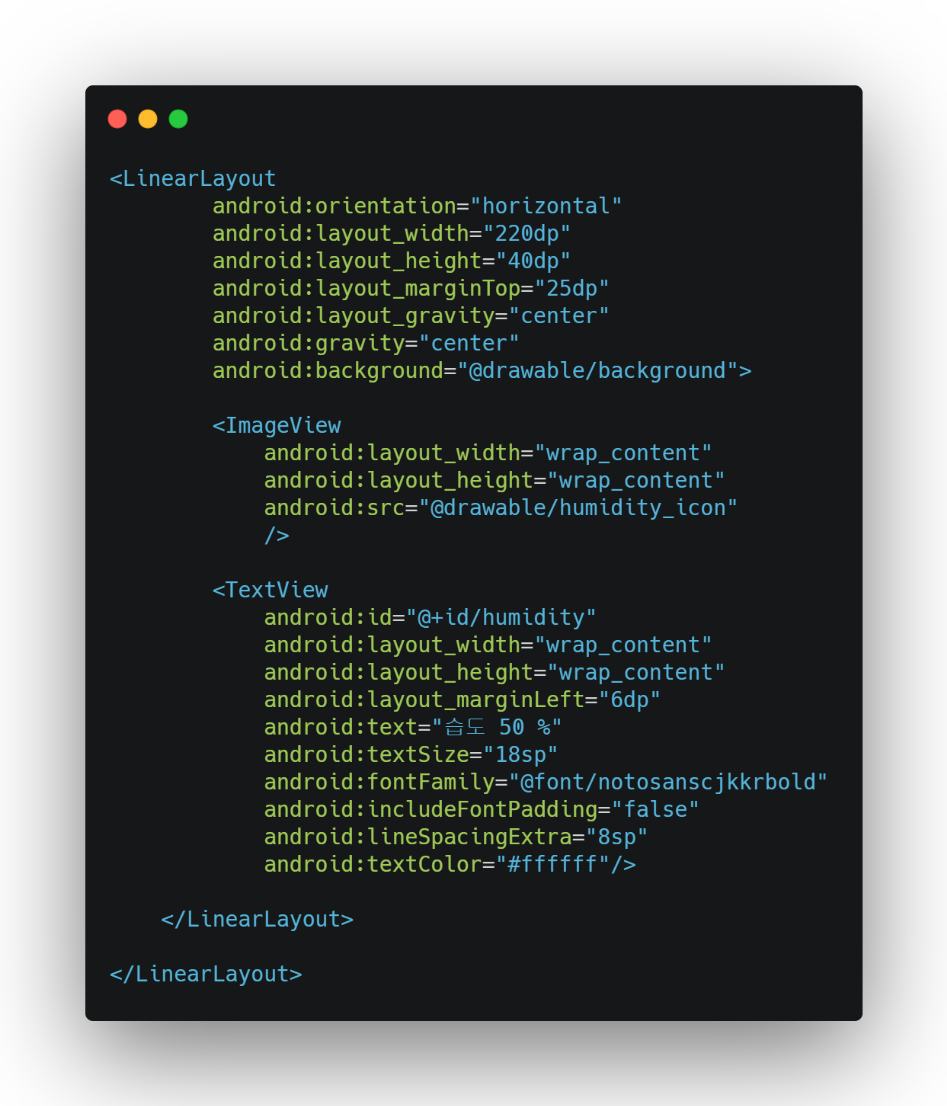 <LinearLayout
        android:orientation="horizontal"
        android:layout_width="220dp"
        android:layout_height="40dp"
        android:layout_marginTop="25dp"
        android:layout_gravity="center"
        android:gravity="center"
        android:background="@drawable/background">

        <ImageView
            android:layout_width="wrap_content"
            android:layout_height="wrap_content"
            android:src="@drawable/humidity_icon"
            />

        <TextView
            android:id="@+id/humidity"
            android:layout_width="wrap_content"
            android:layout_height="wrap_content"
            android:layout_marginLeft="6dp"
            android:text="습도 50 %"
            android:textSize="18sp"
            android:fontFamily="@font/notosanscjkkrbold"
            android:includeFontPadding="false"
            android:lineSpacingExtra="8sp"
            android:textColor="#ffffff"/>

    </LinearLayout>

</LinearLayout>